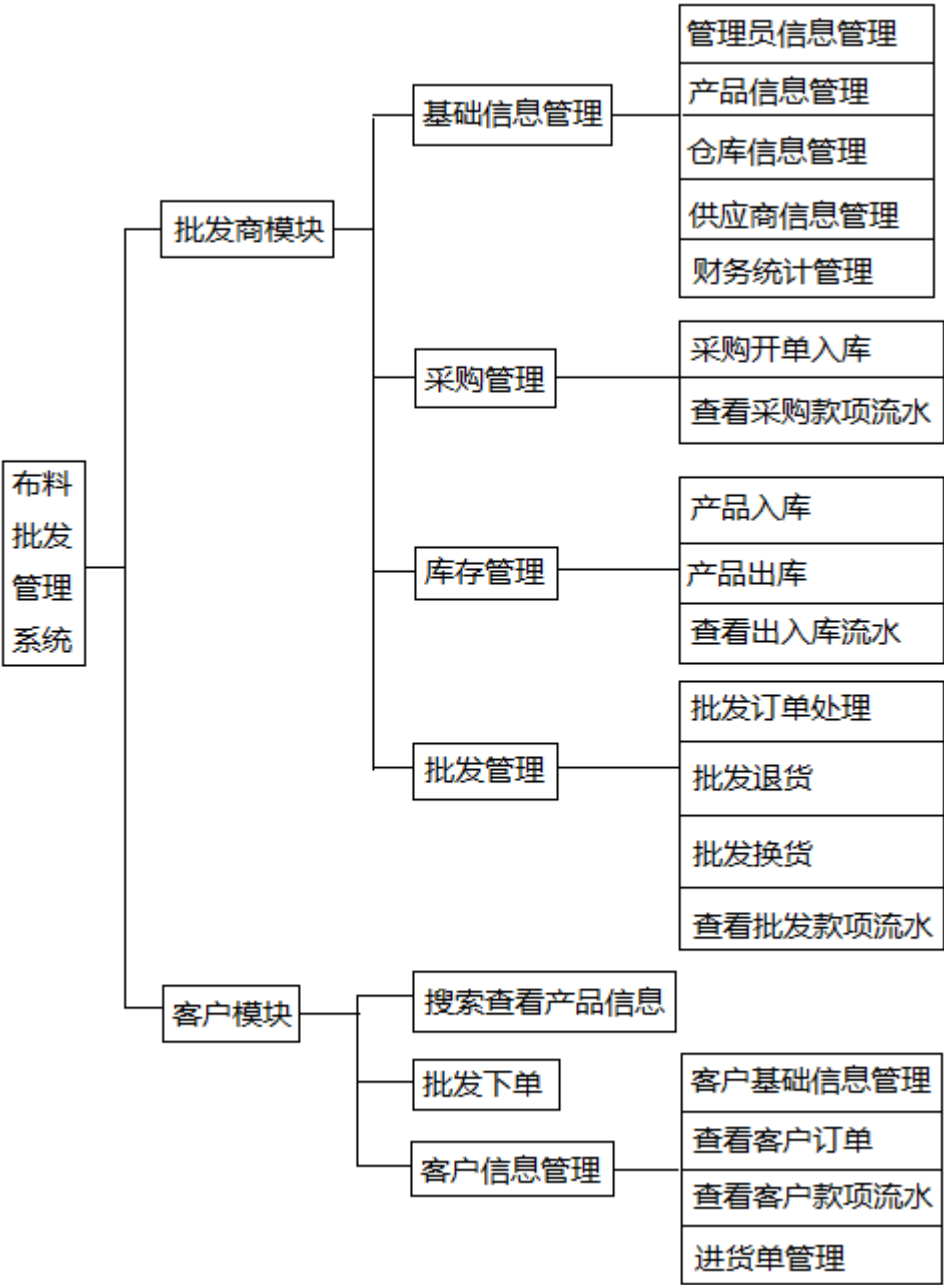 布料
批发
管理
系统
批发商模块
基础信息管理
管理员信息管理
产品信息管理
仓库信息管理
供应商信息管理
财务统计管理
采购管理
采购开单入库
查看采购款项流水
库存管理
产品入库
产品出库
查看出入库流水
批发管理
批发订单处理
批发退货
批发换货
查看批发款项流水
客户模块
搜索查看产品信息
批发下单
客户信息管理
客户基础信息管理
查看客户订单
查看客户款项流水
进货单管理